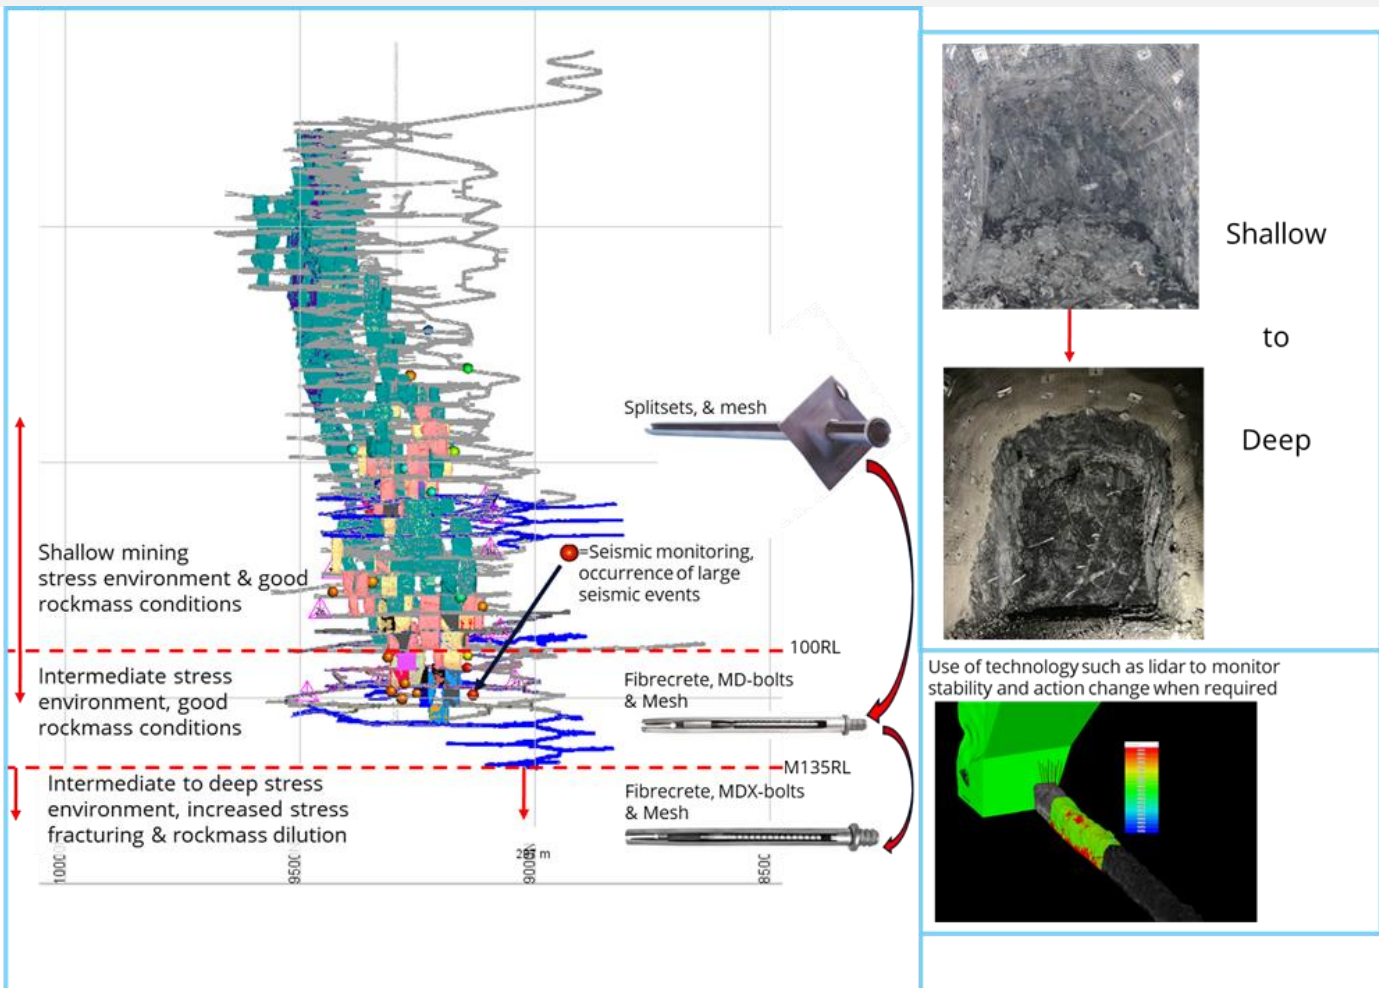 Splitsets, & mesh
Shallow mining
stress environment & good
rockmass conditions
=Seismic monitoring,
occurrence of large
seismic events
100RL
Intermediate stress
environment, good
rockmass conditions
Fibrecrete, MD-bolts
& Mesh
M135RL
Intermediate to deep stress
environment, increased stress
fracturing & rockmass dilution
Fibrecrete, MDX-bolts
& Mesh
9500
Shallow
to
Deep
Use of technology such as lidar to monitor
stability and action change when required